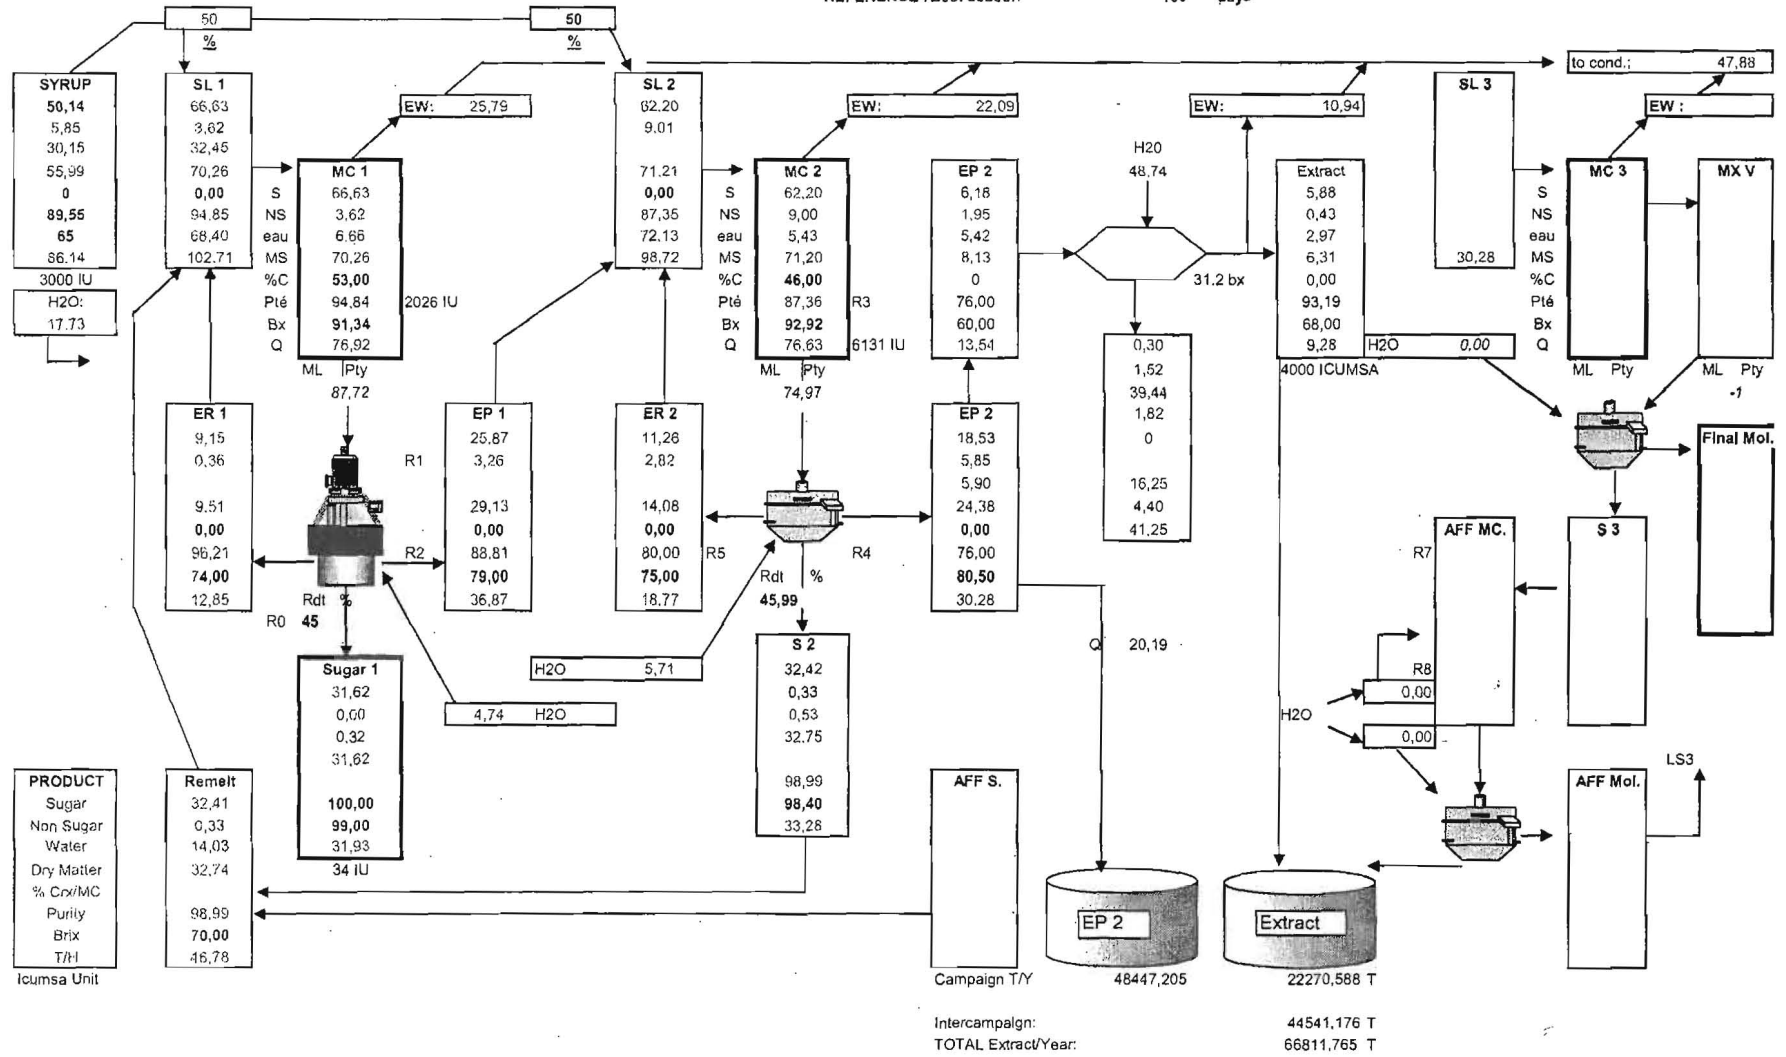 50
%
50
%
SYRUP
50,14
5,85
30,15
55,99
0
89,55
65
86,14
3000 IU
H2O:
17.73
SL 1
66,63
3,62
32,45
70,26
0,00
94,85
68,40
102,71
EW: 25,79
MC 1
S 66,63
NS 3,62
eau 6,66
MS 70,26
%C 53,00
Pté 94,84 2026 IU
Bx 91,34
Q 76,92
ML Pty
87,72
SL 2
62.20
9.01
71,21
0,00
87,35
72,13
98,72
EW: 22,09
MC 2
S 62,20
NS 9,00
eau 5,43
MS 71,20
%C 46,00
Pté 87,36 R3
Bx 92,92
Q 76,63 6131 IU
ML Pty
74,97
EP 2
6,18
1,95
5,42
8,13
0
76,00
60,00
13,54
H20
48,74
31.2 bx
EW: 10,94
Extract
5,88
0,43
2,97
6,31
0,00
93,19
68,00
9,28 H2O 0,00
4000 ICUMSA
0,30
1,52
39,44
1,82
0
16,25
4,40
41,25
SL 3
30,28
to cond.; 47,88
EW :
MC 3
S
NS
eau
MS
%C
Pté
Bx
Q
ML Pty
MX V
ML Pty
-1
Final Mol.
ER 1
9,15
0,36
9.51
0,00
96,21
74,00
12,85
R1
R2
Rdt %
R0 45
EP 1
25,87
3,26
29,13
0,00
88,81
79,00
36,87
ER 2
11,26
2,82
14,08
0,00
80,00
75,00
18.77
R5
R4
Rdt %
45,99
EP 2
18,53
5,85
5,90
24,38
0,00
76,00
80,50
30.28
Q 20,19
Sugar 1
31,62
0,00
0,32
31,62
100,00
99,00
31,93
34 IU
H2O 5,71
4,74 H2O
S 2
32,42
0,33
0,53
32,75
98,99
98,40
33,28
R7
AFF MC.
R8
0,00
H2O
0,00
S 3
LS3
AFF Mol.
PRODUCT
Sugar
Non Sugar
Water
Dry Matter
% Crx/MC
Purity
Brix
T/H
Icumsa Unit
Remelt
32,41
0,33
14,03
32,74
98,99
70,00
46,78
AFF S.
EP 2
Extract
Campaign T/Y 48447,205 22270,588 T
Intercampaign: 44541,176 T
TOTAL Extract/Year: 66811,765 T